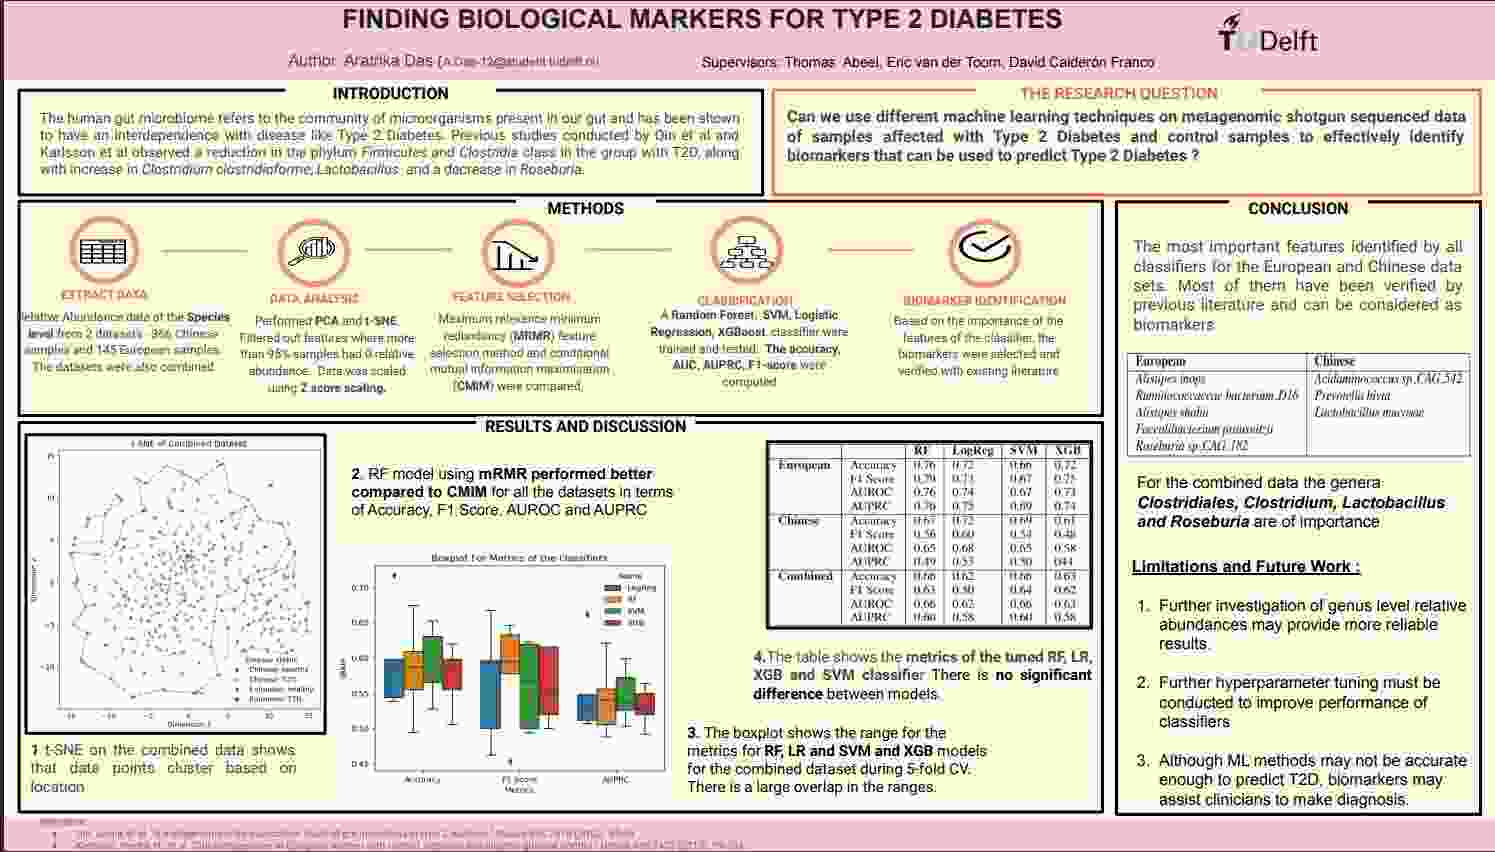 FINDING BIOLOGICAL MARKERS FOR TYPE 2 DIABETES
TU Delft
Author Aratrika Das
Supervisors: Thomas Abeel, Eric van der Toorn, David Calderón Franco
INTRODUCTION
The human gut microbiome refers to the community of microorganisms present in our gut and has been shown
to have an interdependence with disease like Type 2 Diabetes. Previous studies conducted by Qin et al and
Karlsson et al observed a reduction in the phylum Firmicutes and Clostridia class in the group with T2D, along
with increase in Clostridium clostridioforme, Lactobacillus and a decrease in Roseburia.
THE RESEARCH QUESTION
Can we use different machine learning techniques on metagenomic shotgun sequenced data
of samples affected with Type 2 Diabetes and control samples to effectively identify
biomarkers that can be used to predict Type 2 Diabetes ?
METHODS
EXTRACT DATA
elative Abundance data of the Species
level from 2 datasets Chinese
samples and 145 European samples.
The datasets were also combined
DATA ANALYSIS
Performed PCA and t-SNE.
Filtered out features where more
than 95% samples had 0 relative
abundance. Data was scaled
using Z score scaling.
FEATURE SELECTION
Maximum relevance minimum
redundancy (MRMR) feature
selection method and conditional
mutual information maximisation
(CMIM) were compared.
CLASSIFICATION
A Random Forest, SVM, Logistic
Regression, XGBoost classifier were
trained and tested. The accuracy,
AUC, AUPRC, F1-score were
computed
BIOMARKER IDENTIFICATION
Based on the importance of the
features of the classifier, the
biomarkers were selected and
verified with existing literature
RESULTS AND DISCUSSION
t-SNE of Combined Dataset
Dimension 2
Chinese healthy
Chinese T2D
European healthy
European T2D
Dimension 1
1 t-SNE on the combined data shows
that data points cluster based on
location
2. RF model using mRMR performed better
compared to CMIM for all the datasets in terms
of Accuracy, F1 Score, AUROC and AUPRC
Boxplot For Metrics of the Classifiers
Name
LogReg
RF
SVM
XGB
0.70
0.65
0.60
0.55
0.50
0.45
Value
Accuracy F1 Score AUPRC
Metrics
RF LogReg SVM XGB
European Accuracy 0.76 0.72 0.66 0.72
F1 Score 0.79 0.73 0.67 0.75
AUROC 0.76 0.74 0.67 0.73
AUPRC 0.70 0.75 0.69 0.74
Chinese Accuracy 0.67 0.72 0.69 0.61
F1 Score 0.56 0.60 0.54 0.48
AUROC 0.65 0.68 0.65 0.58
AUPRC 0.49 0.53 0.50 044
Combined Accuracy 0.66 0.62 0.66 0.63
F1 Score 0.63 0.50 0.64 0.62
AUROC 0.66 0.62 0.66 0.63
AUPRC 0.60 0.58 0.60 0.58
4.The table shows the metrics of the tuned RF, LR,
XGB and SVM classifier There is no significant
difference between models.
3. The boxplot shows the range for the
metrics for RF, LR and SVM and XGB models
for the combined dataset during 5-fold CV.
There is a large overlap in the ranges.
CONCLUSION
The most important features identified by all
classifiers for the European and Chinese data
sets. Most of them have been verified by
previous literature and can be considered as
biomarkers
European Chinese
Alistipes inops Acidaminococcus sp.CAG.542
Ruminococcaceae bacterium.D16 Prevotella bivia
Alistipes shahii Lactobacillus mucosae
Faecalibacterium prausnitzii
Roseburia sp.CAG.182
For the combined data the genera
Clostridiales, Clostridium, Lactobacillus
and Roseburia are of importance
Limitations and Future Work :
1. Further investigation of genus level relative
abundances may provide more reliable
results.
2. Further hyperparameter tuning must be
conducted to improve performance of
classifiers
3. Although ML methods may not be accurate
enough to predict T2D, biomarkers may
assist clinicians to make diagnosis.